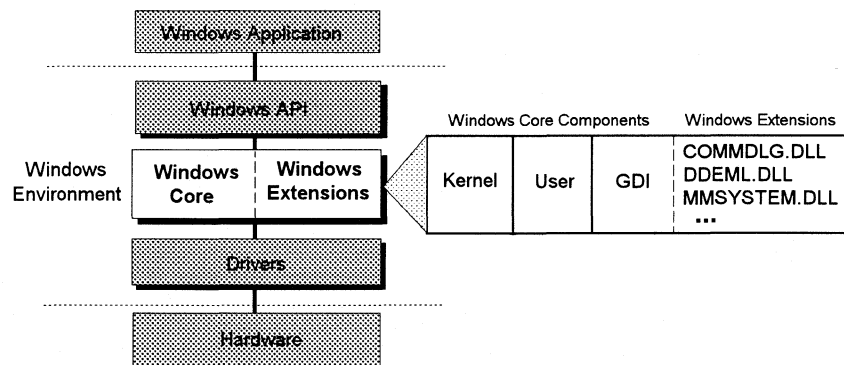 Windows Application
Windows API
Windows Core Components
Windows Extensions
Windows
Environment
Windows
Core
Windows
Extensions
Kernel
User
GDI
COMMDLG.DLL
DDEML.DLL
MMSYSTEM.DLL
...
Drivers
Hardware